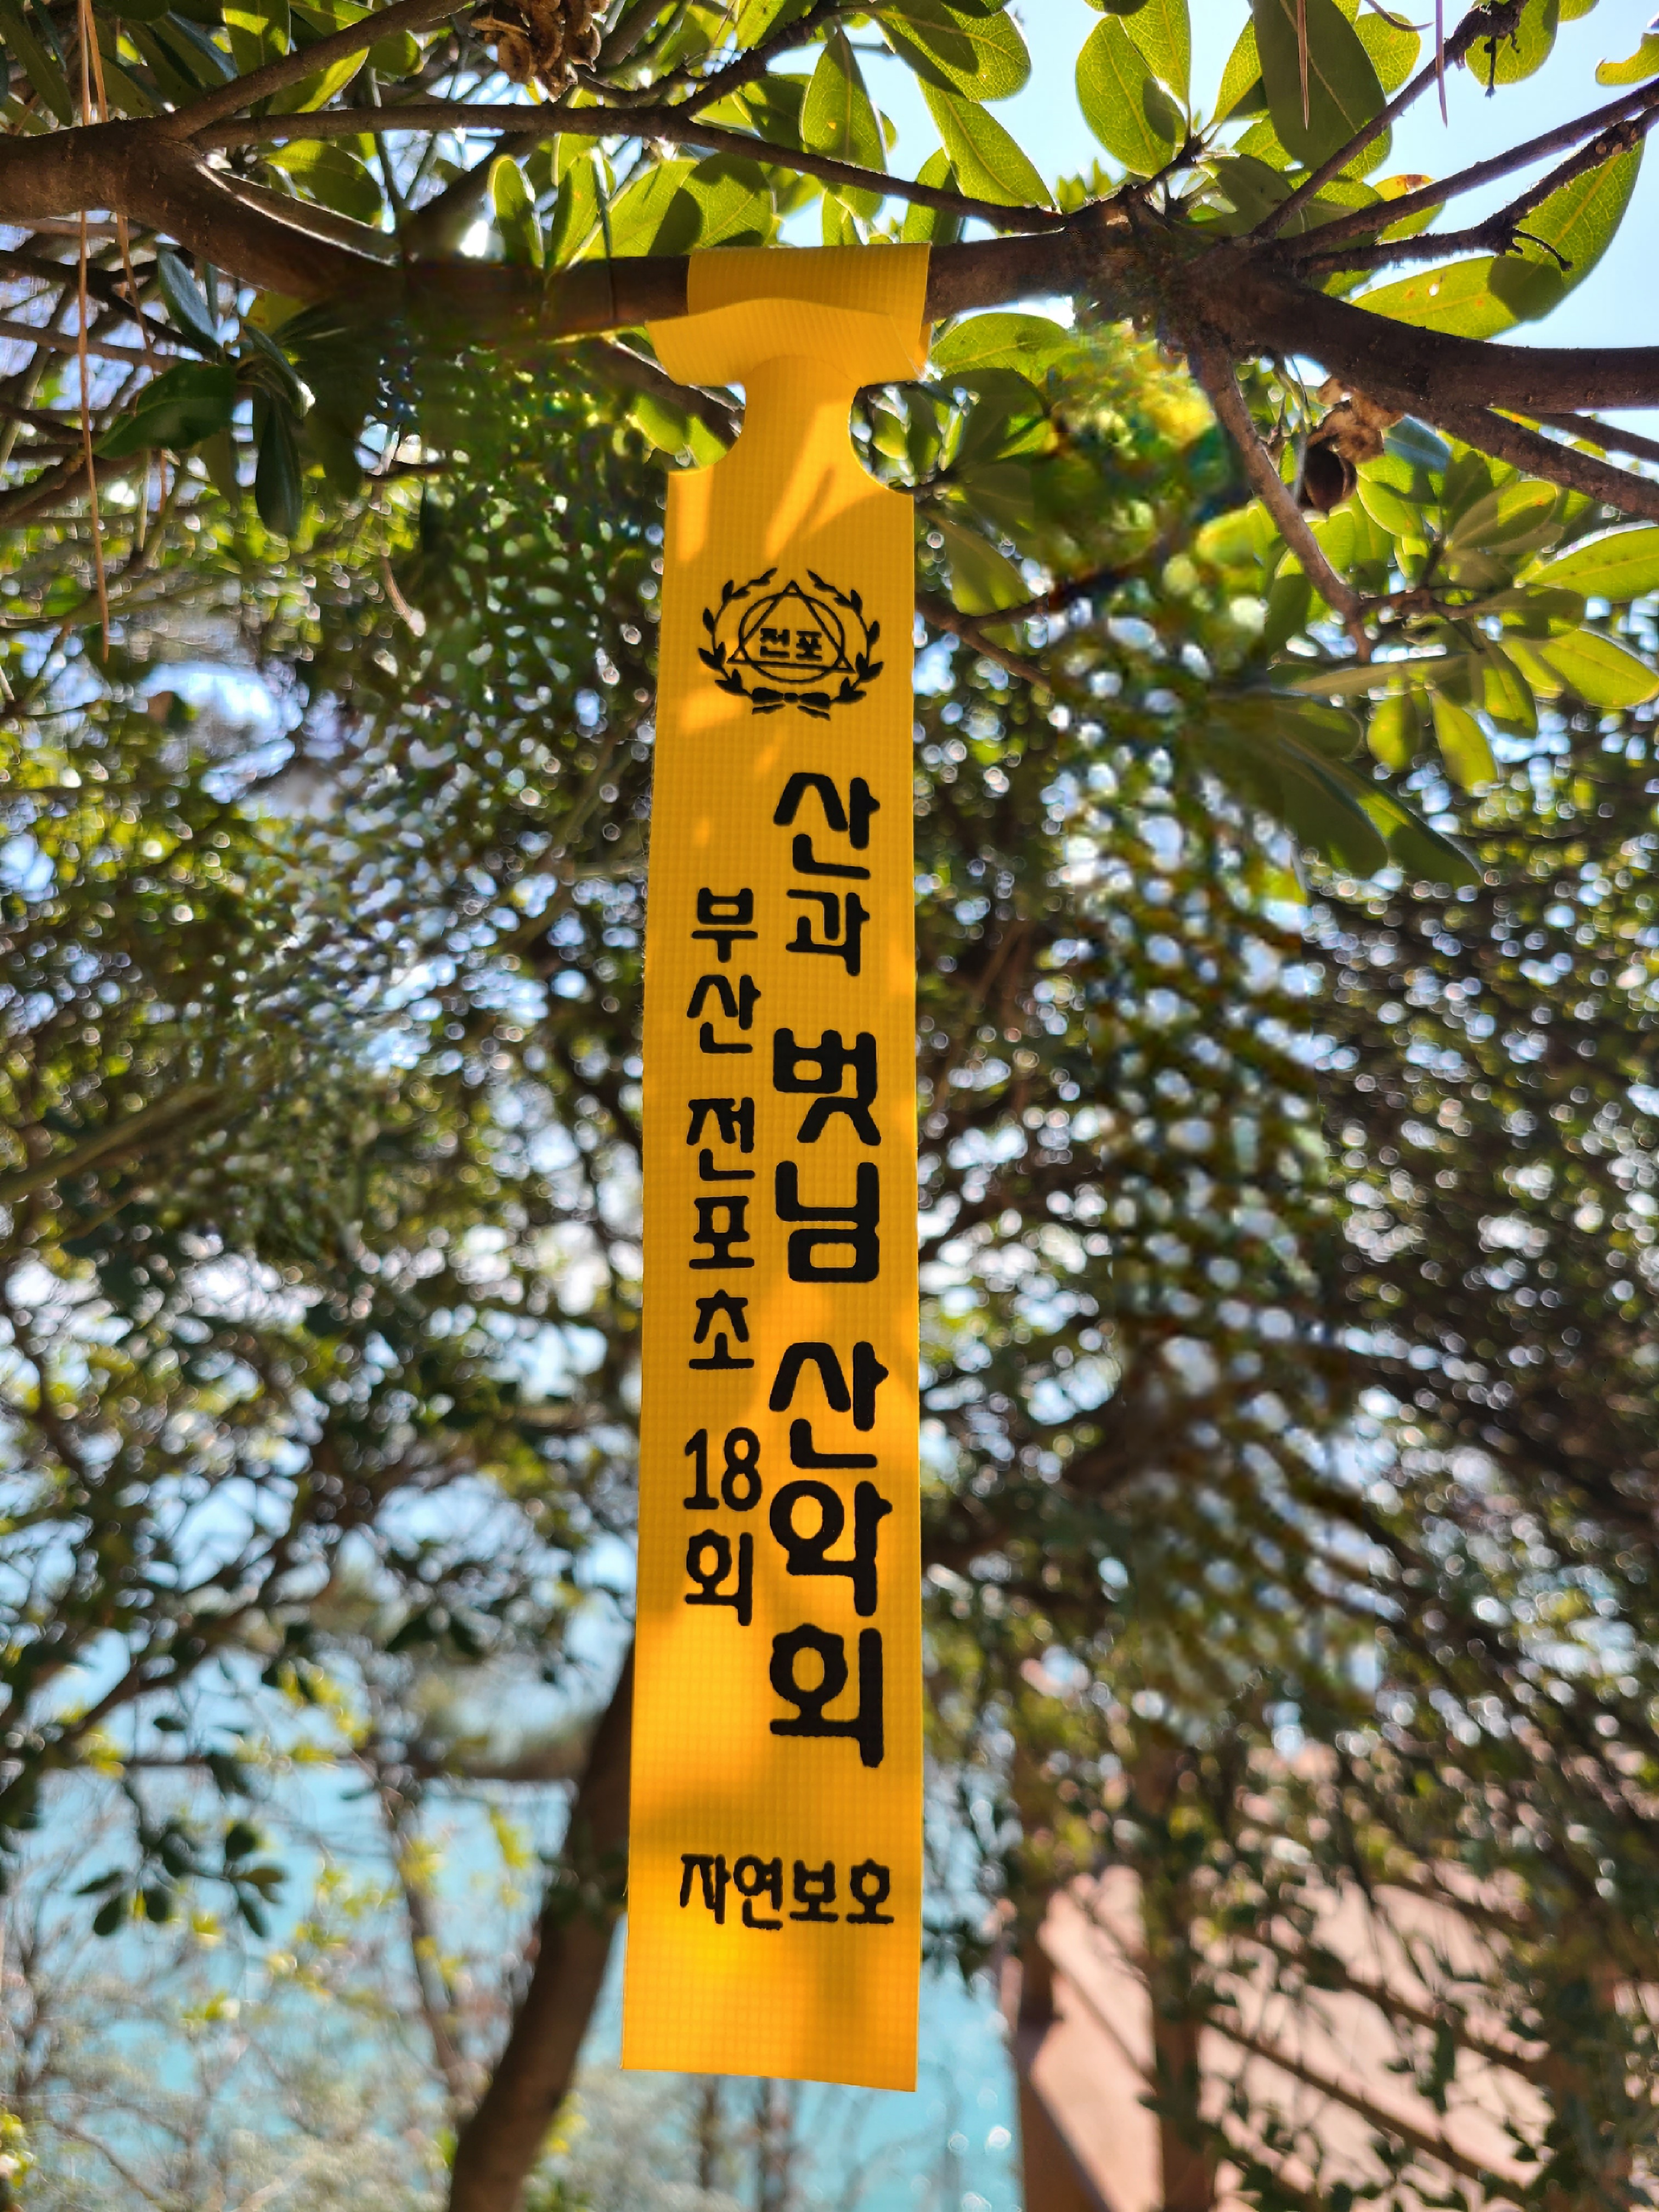 전포
산과 벗님 산악회
부산 전포초 18회
자연보호